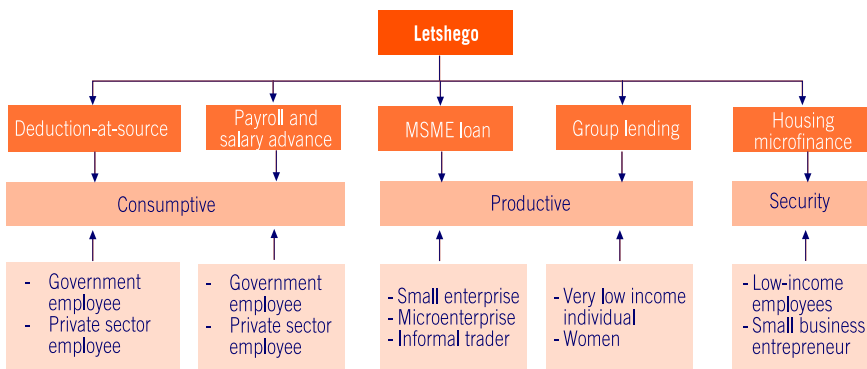 Letshego
Deduction-at-source
Payroll and
salary advance
MSME loan
Group lending
Housing
microfinance
Consumptive
Productive
Security
- Government
employee
- Private sector
employee
- Government
employee
- Private sector
employee
- Small enterprise
- Microenterprise
- Informal trader
- Very low income
individual
- Women
- Low-income
employees
- Small business
entrepreneur